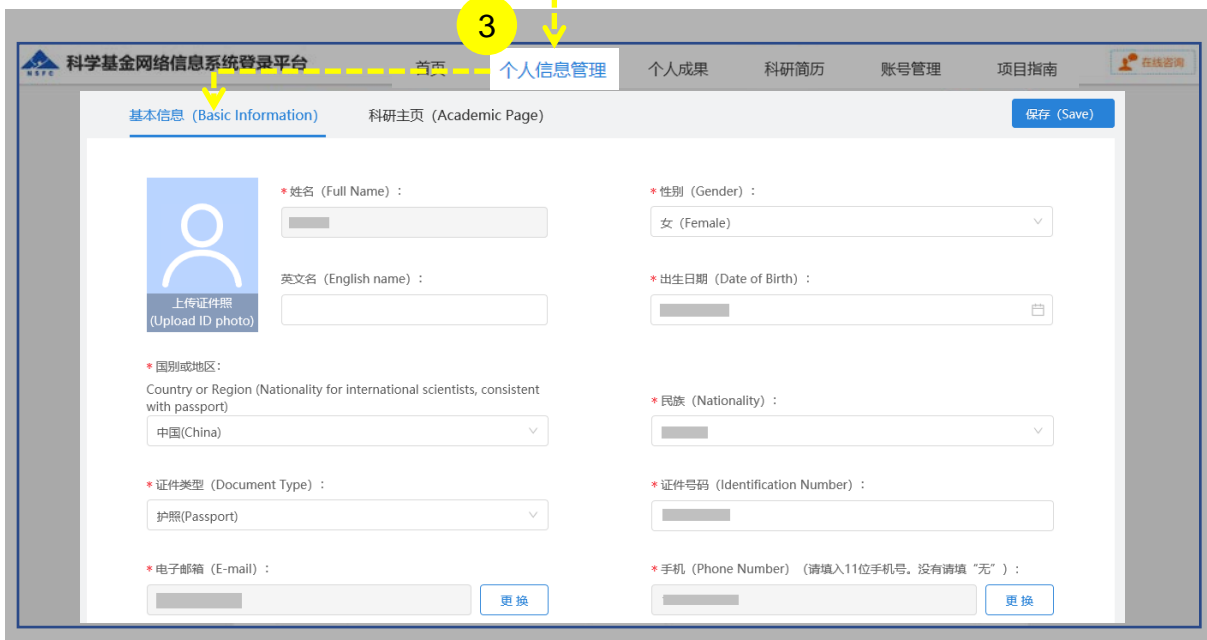 3
NSFC 科学基金网络信息系统登录平台 首页 个人信息管理 个人成果 科研简历 账号管理 项目指南 在线咨询
基本信息（Basic Information） 科研主页（Academic Page） 保存（Save）
*姓名（Full Name）： *性别（Gender）：
女（Female）
英文名（English name）： *出生日期（Date of Birth）：
上传证件照
(Upload ID photo)
*国别或地区：
Country or Region (Nationality for international scientists, consistent
with passport) *民族（Nationality）：
中国(China)
*证件类型（Document Type）： *证件号码（Identification Number）：
护照(Passport)
*电子邮箱（E-mail）： *手机（Phone Number）（请填入11位手机号。没有请填“无”）：
更换 更换